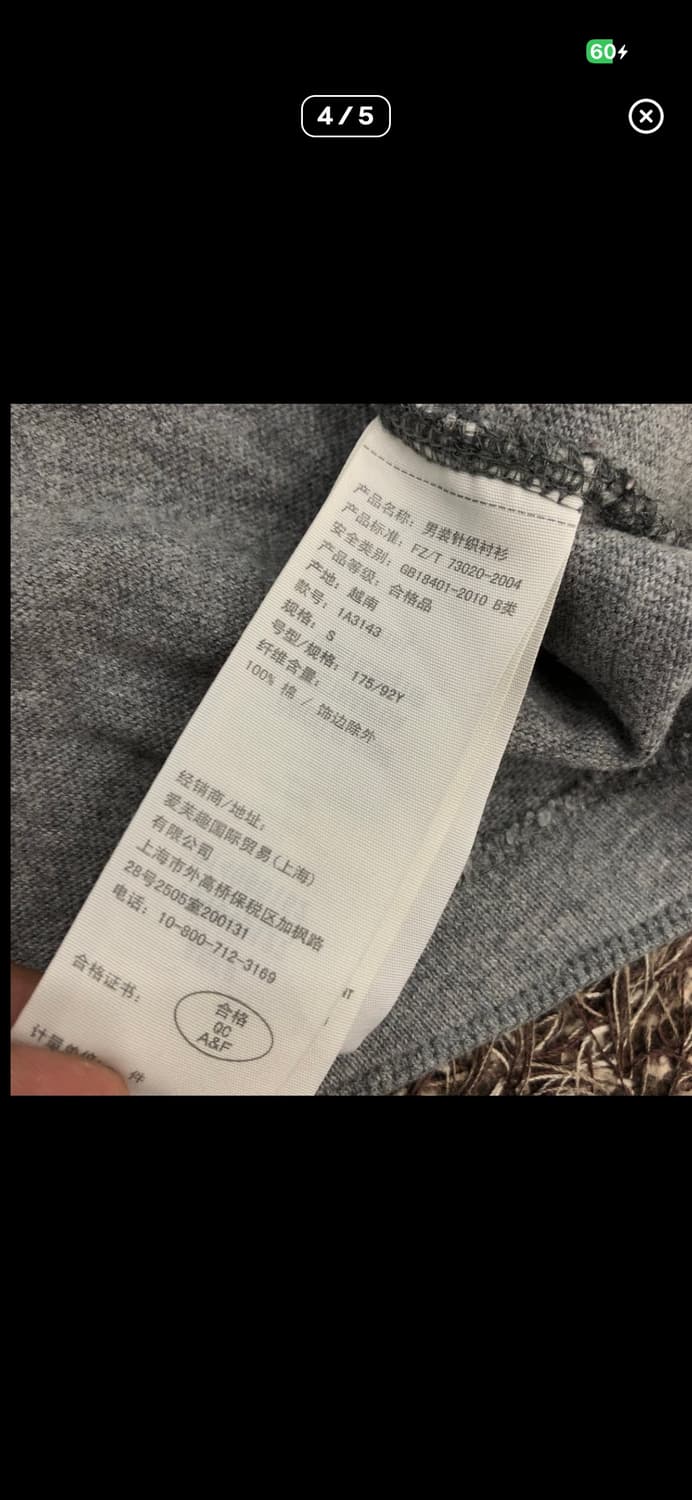 60
4/5
产品名称: 男装针织衬衫
产品标准: FZ/T 73020-2004
安全类别: GB18401-2010 B类
产品等级: 合格品
产地: 越南
款号: 1A3143
规格: S
号型/规格: 175/92Y
纤维含量:
100% 棉 / 饰边除外
经销商/地址:
爱芙趣国际贸易(上海)
有限公司
上海市外高桥保税区加枫路
28号2505室200131
电话: 10-800-712-3169
合格证书:
合格
QC
A&F
计量单位: 件